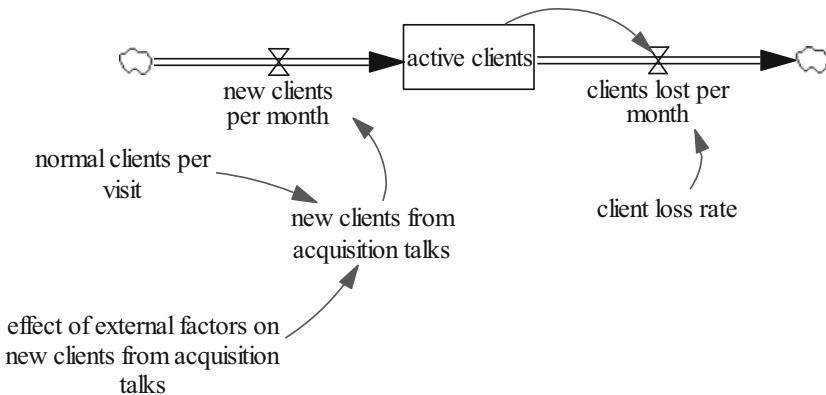 active clients
new clients
per month
clients lost per
month
normal clients per
visit
new clients from
acquisition talks
client loss rate
effect of external factors on
new clients from acquisition
talks